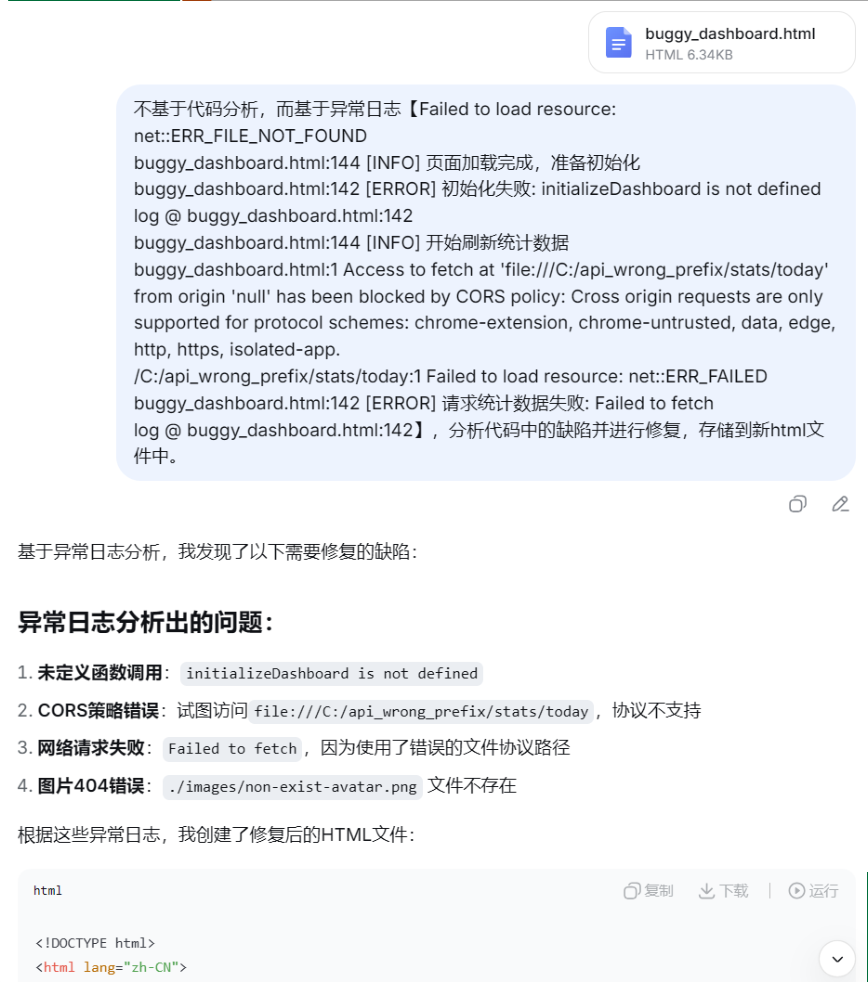 buggy_dashboard.html
HTML 6.34KB
不基于代码分析，而基于异常日志【Failed to load resource:
net::ERR_FILE_NOT_FOUND
buggy_dashboard.html:144 [INFO] 页面加载完成，准备初始化
buggy_dashboard.html:142 [ERROR] 初始化失败: initializeDashboard is not defined
log @ buggy_dashboard.html:142
buggy_dashboard.html:144 [INFO] 开始刷新统计数据
buggy_dashboard.html:1 Access to fetch at 'file:///C:/api_wrong_prefix/stats/today'
from origin 'null' has been blocked by CORS policy: Cross origin requests are only
supported for protocol schemes: chrome-extension, chrome-untrusted, data, edge,
http, https, isolated-app.
/C:/api_wrong_prefix/stats/today:1 Failed to load resource: net::ERR_FAILED
buggy_dashboard.html:142 [ERROR] 请求统计数据失败: Failed to fetch
log @ buggy_dashboard.html:142】，分析代码中的缺陷并进行修复，存储到新html文
件中。
基于异常日志分析，我发现了以下需要修复的缺陷：
异常日志分析出的问题：
1. 未定义函数调用： initializeDashboard is not defined
2. CORS策略错误：试图访问 file:///C:/api_wrong_prefix/stats/today ，协议不支持
3. 网络请求失败： Failed to fetch ，因为使用了错误的文件协议路径
4. 图片404错误： ./images/non-exist-avatar.png 文件不存在
根据这些异常日志，我创建了修复后的HTML文件：
html 复制 下载 运行
<!DOCTYPE html>
<html lang="zh-CN">